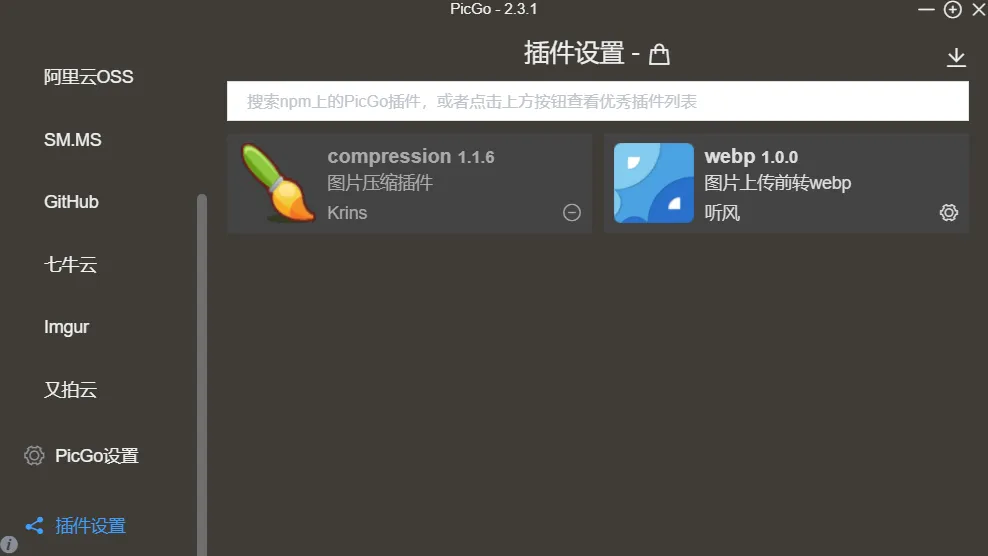 PicGo - 2.3.1
阿里云OSS
SM.MS
GitHub
七牛云
Imgur
又拍云
PicGo设置
插件设置
插件设置 -
搜索npm上的PicGo插件，或者点击上方按钮查看优秀插件列表
compression 1.1.6
图片压缩插件
Krins
webp 1.0.0
图片上传前转webp
听风